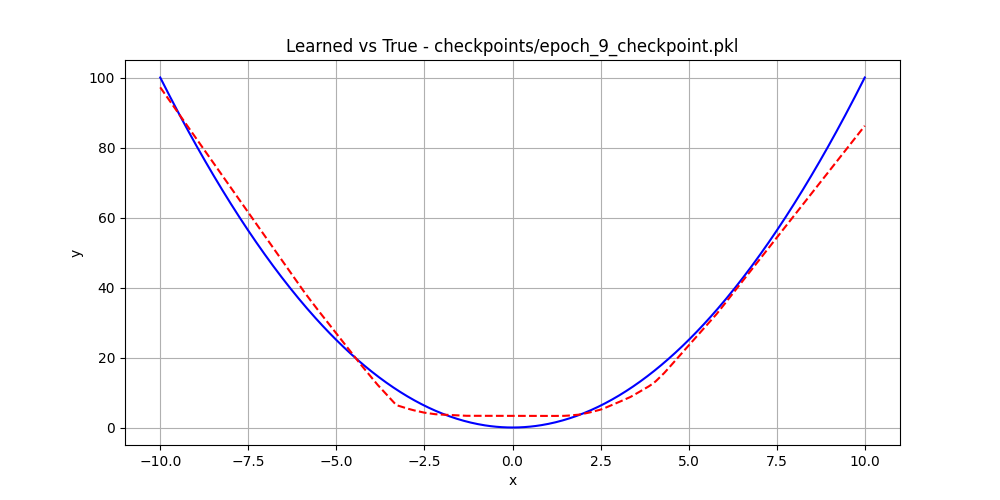 Learned vs True - checkpoints/epoch_9_checkpoint.pkl
100
80
60
40
20
0
y
−10.0 −7.5 −5.0 −2.5 0.0 2.5 5.0 7.5 10.0
x